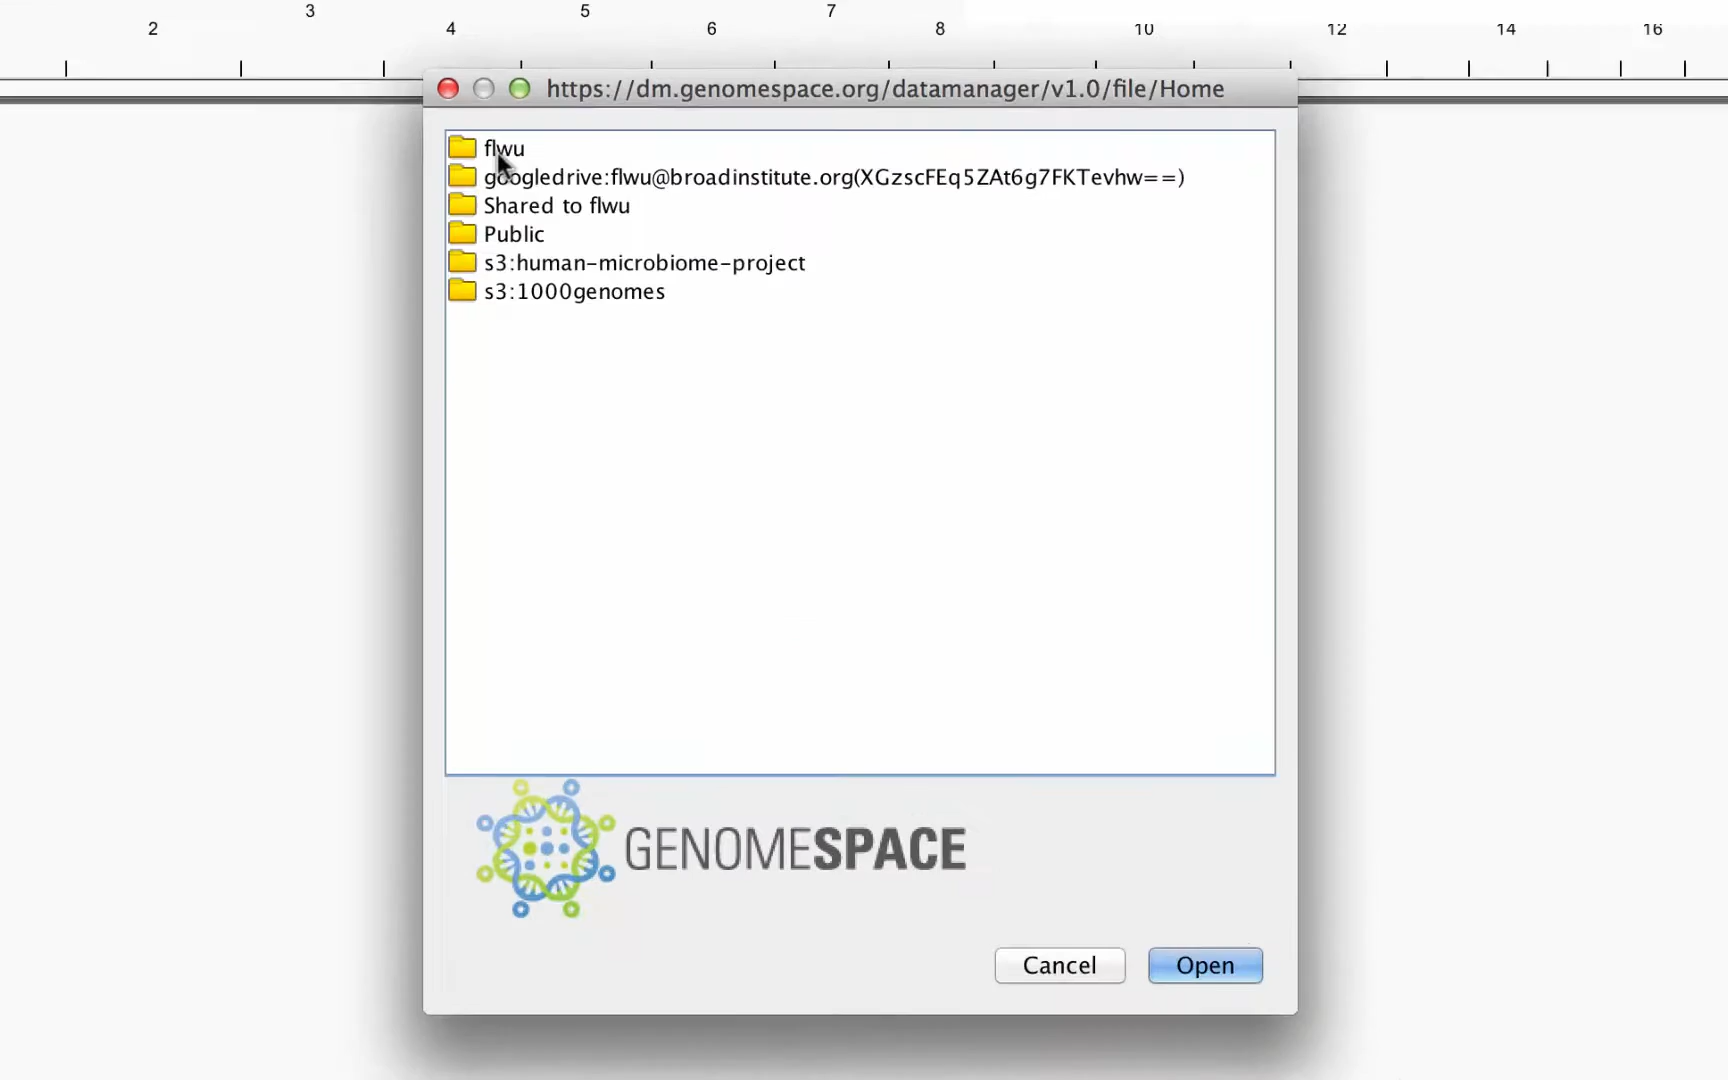 3 5 7
2 4 6 8 10 12 14 16
https://dm.genomespace.org/datamanager/v1.0/file/Home
flwu
googledrive:flwu@broadinstitute.org(XGzscFEq5ZAt6g7FKTevhw==)
Shared to flwu
Public
s3:human-microbiome-project
s3:1000genomes
GENOMESPACE
Cancel Open